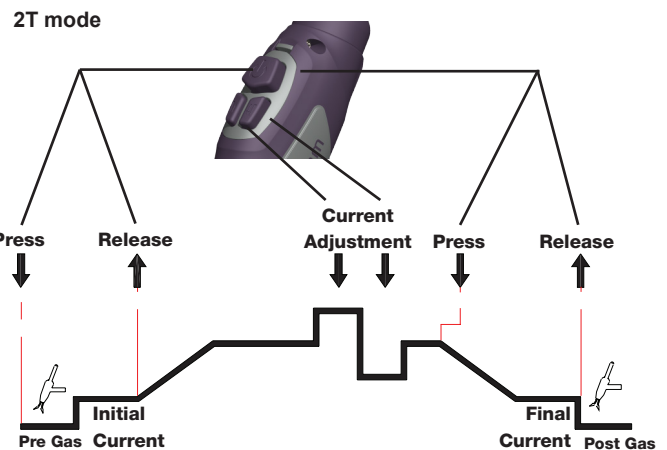 2T mode
Current
Press Release Adjustment Press Release
Initial Final
Pre Gas Current Current Post Gas